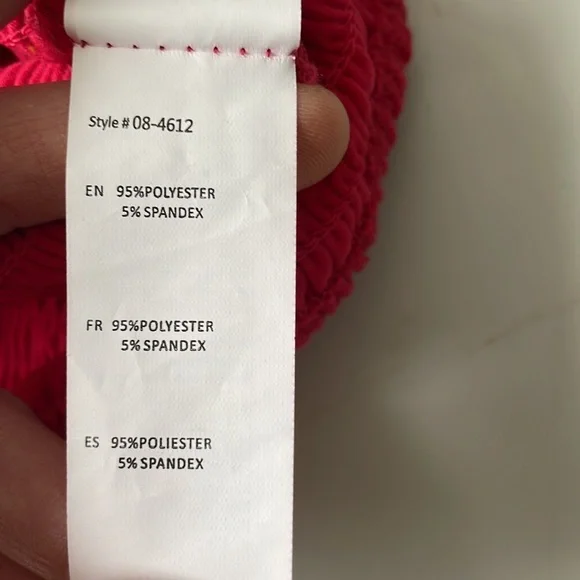 Style # 08-4612
EN 95%POLYESTER
5% SPANDEX
FR 95%POLYESTER
5% SPANDEX
ES 95%POLIESTER
5% SPANDEX